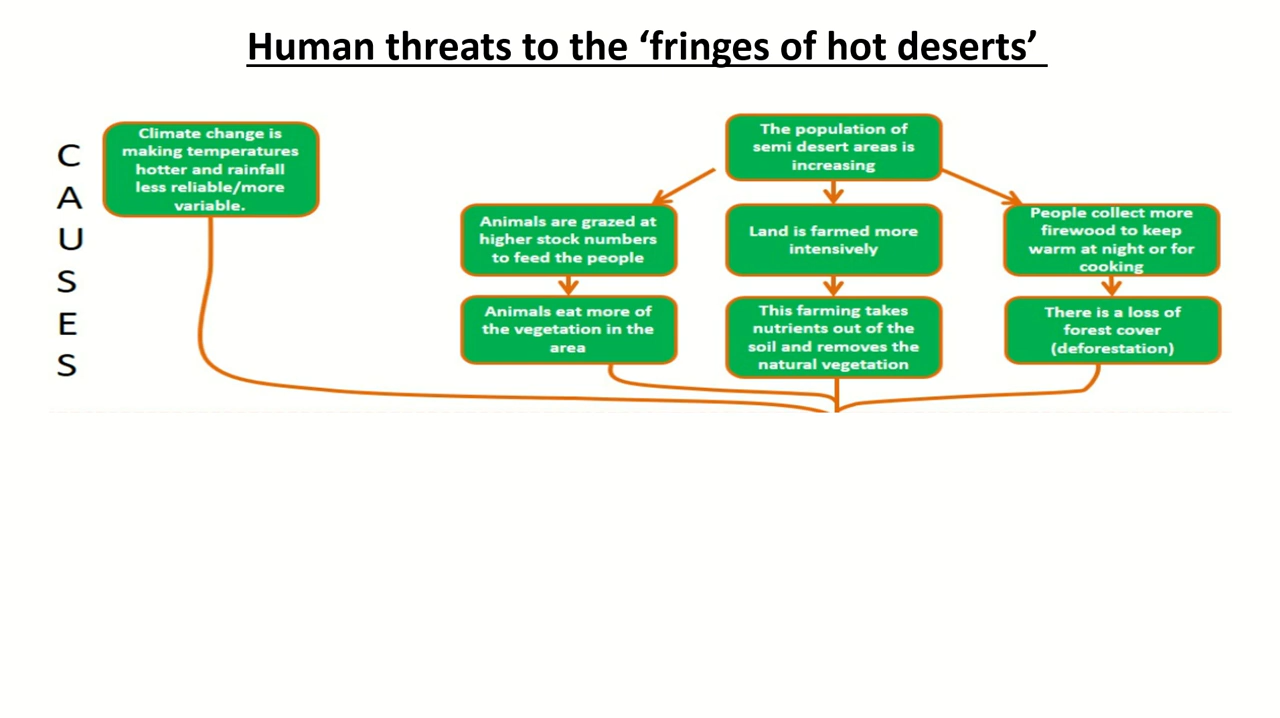 Human threats to the ‘fringes of hot deserts’
CAUSES
Climate change is
making temperatures
hotter and rainfall
less reliable/more
variable.
The population of
semi desert areas is
increasing
Animals are grazed at
higher stock numbers
to feed the people
Land is farmed more
intensively
People collect more
firewood to keep
warm at night or for
cooking
Animals eat more of
the vegetation in the
area
This farming takes
nutrients out of the
soil and removes the
natural vegetation
There is a loss of
forest cover
(deforestation)